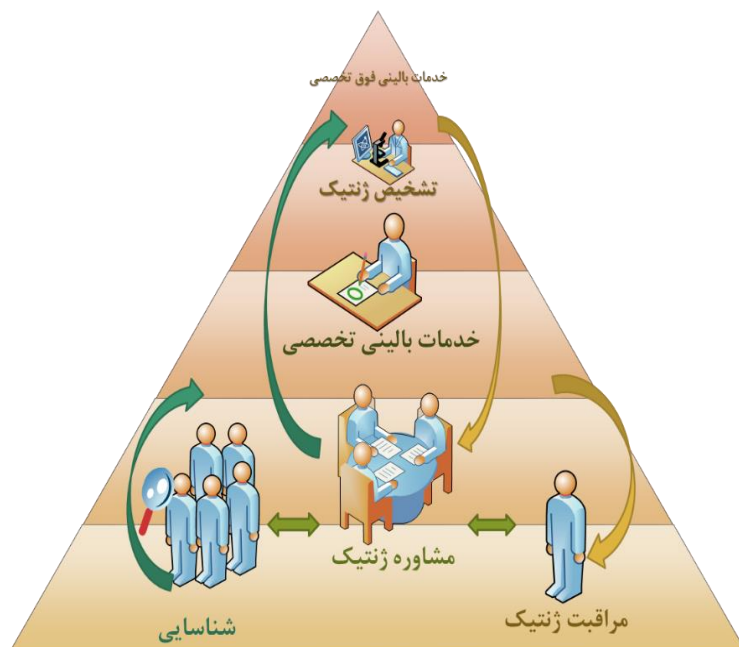 خدمات بالینی فوق تخصصی
تشخیص ژنتیک
خدمات بالینی تخصصی
مشاوره ژنتیک
مراقبت ژنتیک
شناسایی